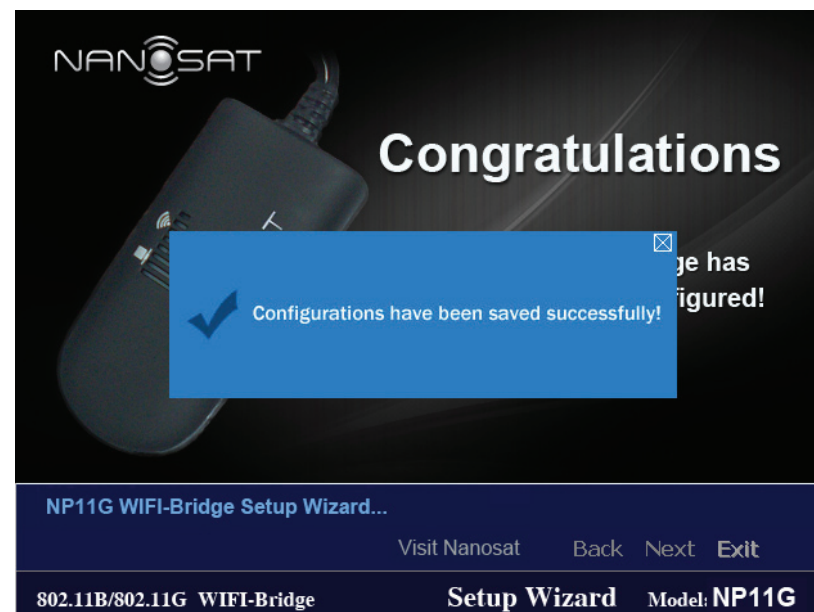 NANOSAT
Congratulations
ge has
Configurations have been saved successfully!
igured!
NP11G WIFI-Bridge Setup Wizard...
Visit Nanosat Back Next Exit
802.11B/802.11G WIFI-Bridge Setup Wizard Model: NP11G